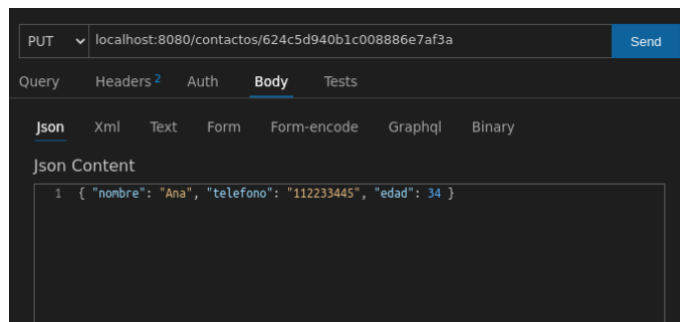 PUT localhost:8080/contactos/624c5d940b1c008886e7af3a Send
Query Headers 2 Auth Body Tests
Json Xml Text Form Form-encode Graphql Binary
Json Content
1 { "nombre": "Ana", "telefono": "112233445", "edad": 34 }